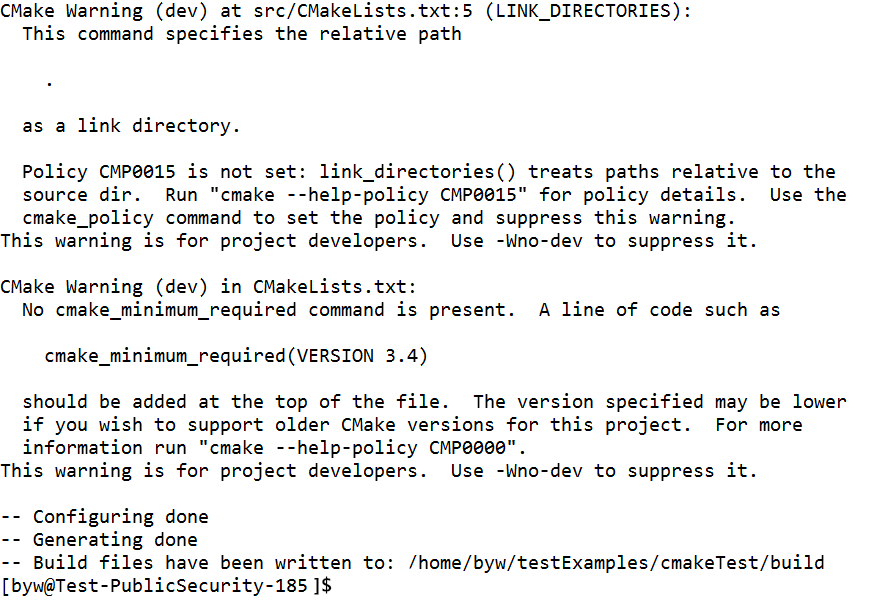 CMake Warning (dev) at src/CMakeLists.txt:5 (LINK_DIRECTORIES):
This command specifies the relative path
.
as a link directory.
Policy CMP0015 is not set: link_directories() treats paths relative to the
source dir.  Run "cmake --help-policy CMP0015" for policy details.  Use the
cmake_policy command to set the policy and suppress this warning.
This warning is for project developers.  Use -Wno-dev to suppress it.
CMake Warning (dev) in CMakeLists.txt:
No cmake_minimum_required command is present.  A line of code such as
cmake_minimum_required(VERSION 3.4)
should be added at the top of the file.  The version specified may be lower
if you wish to support older CMake versions for this project.  For more
information run "cmake --help-policy CMP0000".
This warning is for project developers.  Use -Wno-dev to suppress it.
-- Configuring done
-- Generating done
-- Build files have been written to: /home/byw/testExamples/cmakeTest/build
[byw@Test-PublicSecurity-185 ]$